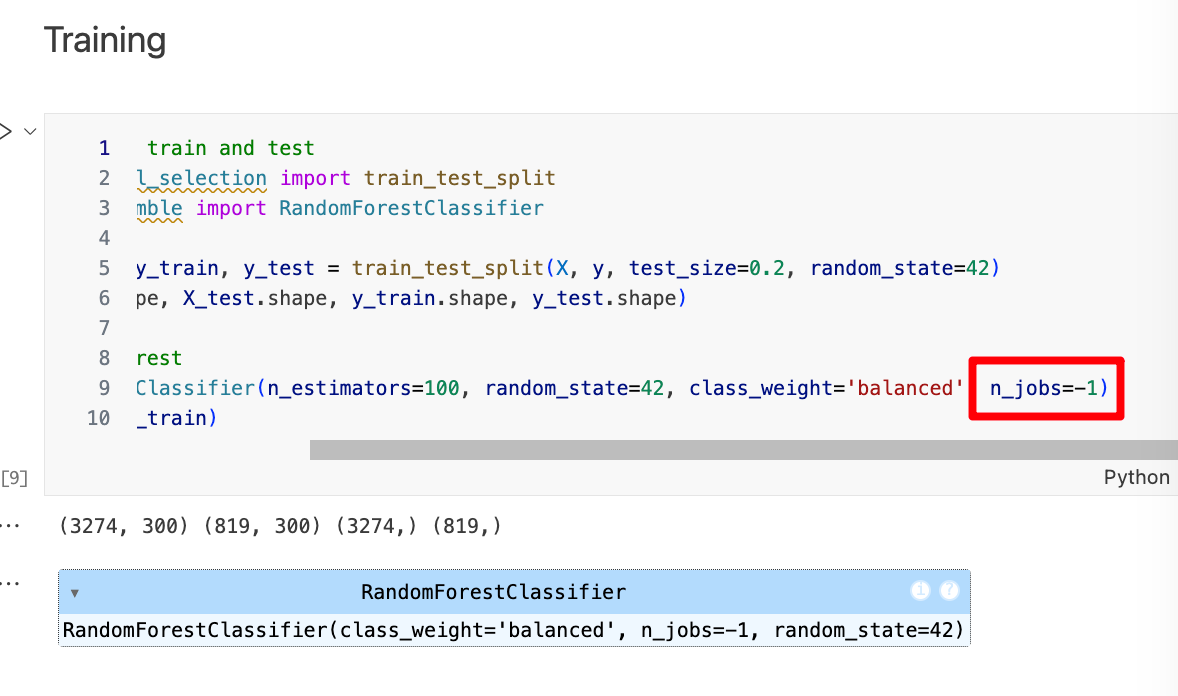 Training
1 train and test
2 l_selection import train_test_split
3 mble import RandomForestClassifier
4
5 y_train, y_test = train_test_split(X, y, test_size=0.2, random_state=42)
6 pe, X_test.shape, y_train.shape, y_test.shape)
7
8 rest
9 Classifier(n_estimators=100, random_state=42, class_weight='balanced' n_jobs=-1)
10 _train)
[9]
Python
(3274, 300) (819, 300) (3274,) (819,)
RandomForestClassifier
RandomForestClassifier(class_weight='balanced', n_jobs=-1, random_state=42)